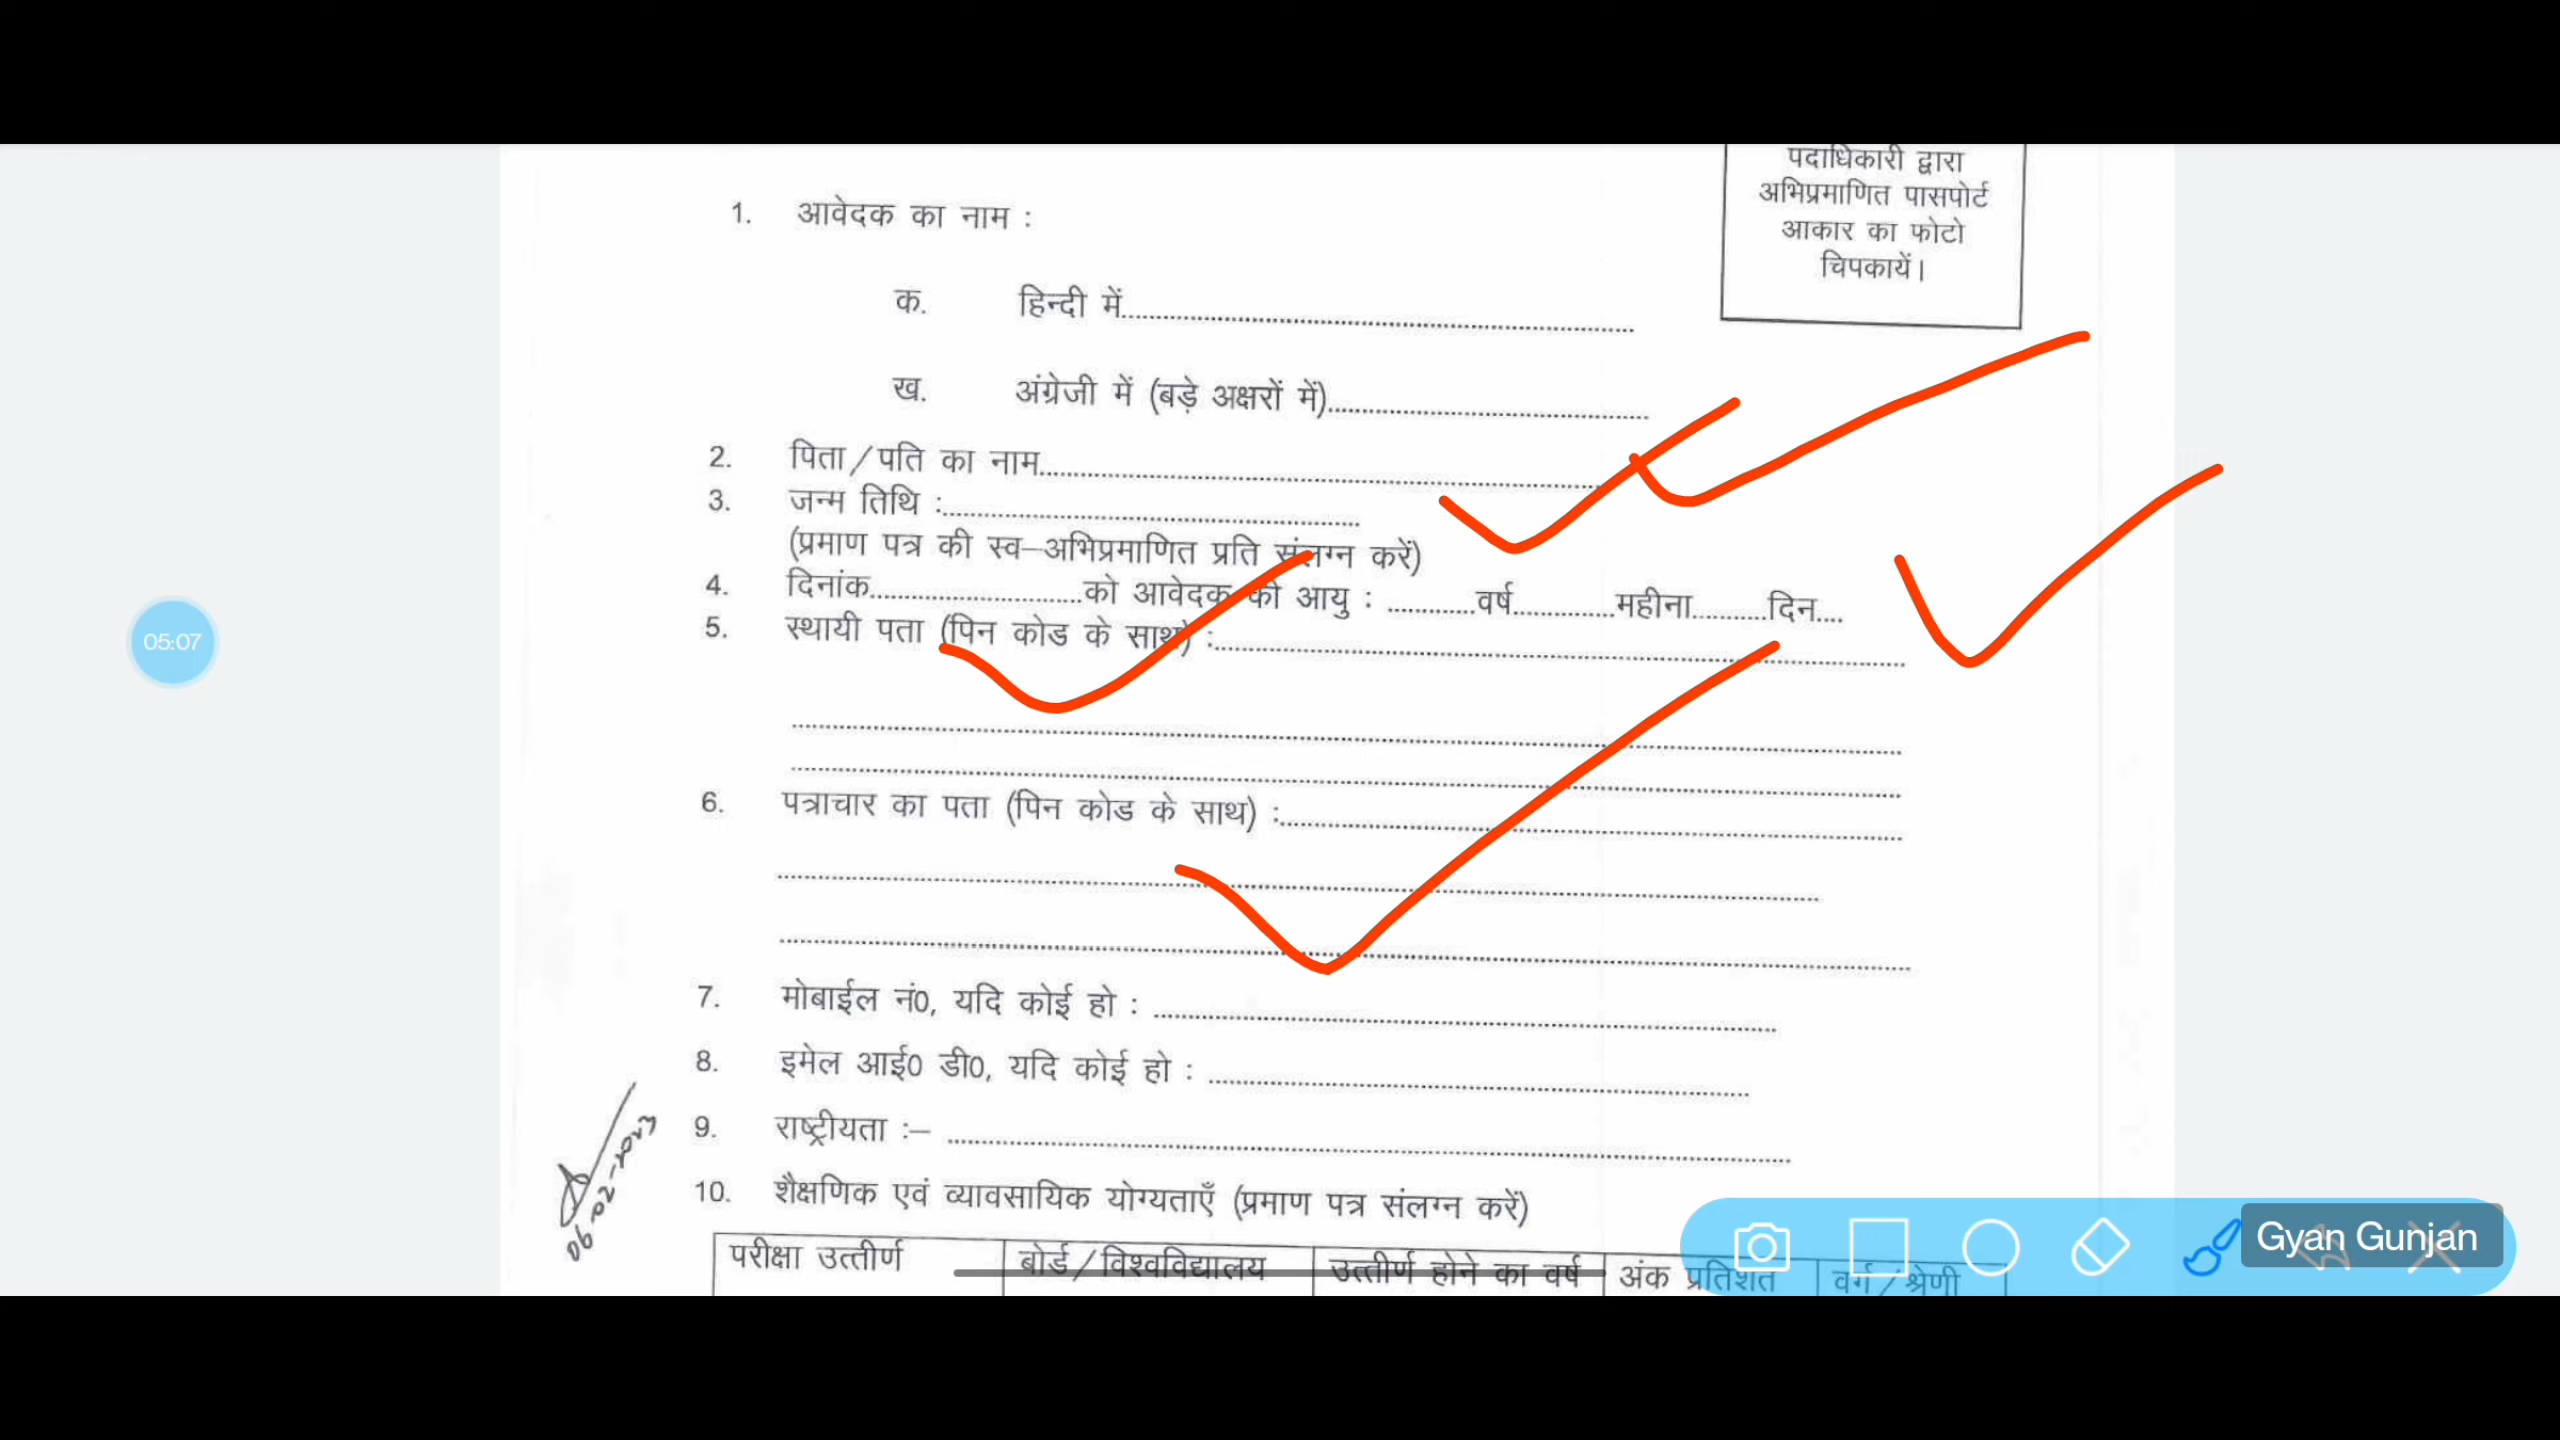 पदाधिकारी द्वारा
अभिप्रमाणित पासपोर्ट
आकार का फोटो
चिपकायें।
1. आवेदक का नाम :
क. हिन्दी में
ख. अंग्रेजी में (बड़े अक्षरों में)
2. पिता/पति का नाम
3. जन्म तिथि :
(प्रमाण पत्र की स्व–अभिप्रमाणित प्रति संलग्न करें)
4. दिनांक को आवेदक की आयु : वर्ष महीना दिन
5. स्थायी पता (पिन कोड के साथ) :
6. पत्राचार का पता (पिन कोड के साथ) :
7. मोबाईल नं0, यदि कोई हो :
8. इमेल आई0 डी0, यदि कोई हो :
9. राष्ट्रीयता :–
10. शैक्षणिक एवं व्यावसायिक योग्यताएँ (प्रमाण पत्र संलग्न करें)
परीक्षा उत्तीर्ण बोर्ड/विश्वविद्यालय उत्तीर्ण होने का वर्ष अंक प्रतिशत वर्ग/श्रेणी
05:07
06-02-2023
Gyan Gunjan